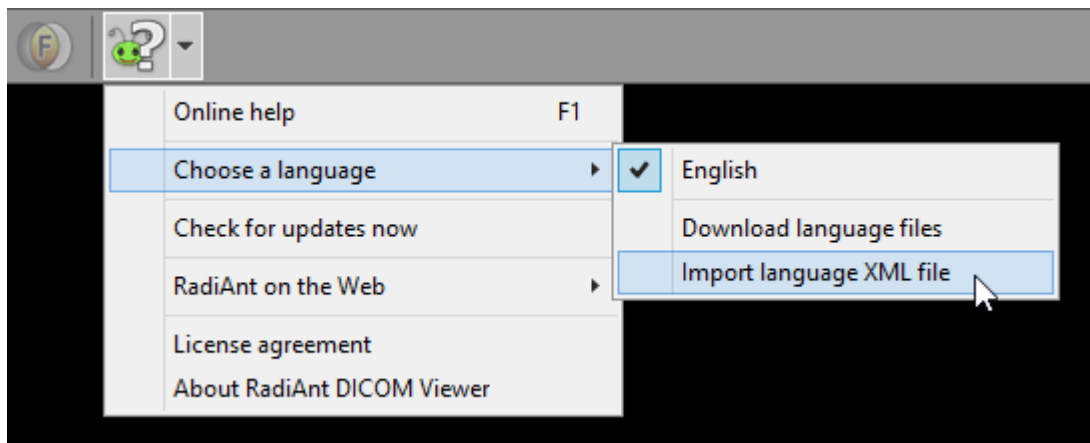 F
?
Online help F1
Choose a language
English
Check for updates now
Download language files
RadiAnt on the Web
Import language XML file
License agreement
About RadiAnt DICOM Viewer